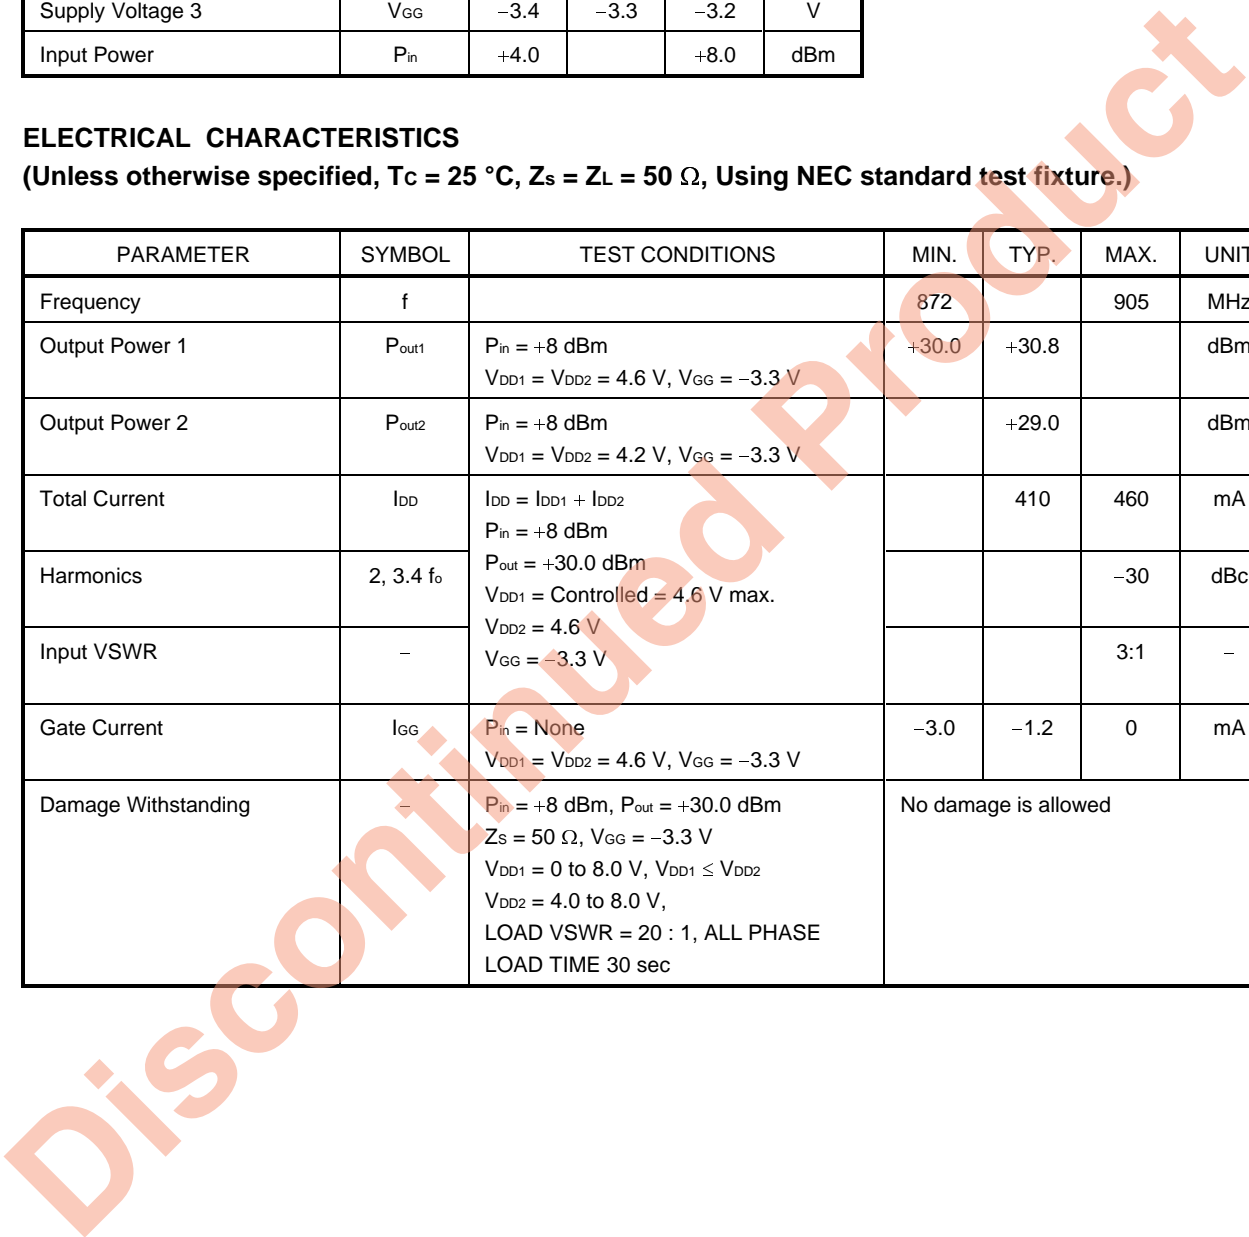 Supply Voltage 3 VGG −3.4 −3.3 −3.2 V
Input Power Pin +4.0 +8.0 dBm
ELECTRICAL CHARACTERISTICS
(Unless otherwise specified, TC = 25 °C, Zs = ZL = 50 Ω, Using NEC standard test fixture.)
PARAMETER SYMBOL TEST CONDITIONS MIN. TYP. MAX. UNIT
Frequency f 872 905 MHz
Output Power 1 Pout1 Pin = +8 dBm +30.0 +30.8 dBm
VDD1 = VDD2 = 4.6 V, VGG = −3.3 V
Output Power 2 Pout2 Pin = +8 dBm +29.0 dBm
VDD1 = VDD2 = 4.2 V, VGG = −3.3 V
Total Current IDD IDD = IDD1 + IDD2 410 460 mA
Pin = +8 dBm
Pout = +30.0 dBm
Harmonics 2, 3.4 fo −30 dBc
VDD1 = Controlled = 4.6 V max.
VDD2 = 4.6 V
Input VSWR − 3:1 −
VGG = −3.3 V
Gate Current IGG Pin = None −3.0 −1.2 0 mA
VDD1 = VDD2 = 4.6 V, VGG = −3.3 V
Damage Withstanding − Pin = +8 dBm, Pout = +30.0 dBm No damage is allowed
ZS = 50 Ω, VGG = −3.3 V
VDD1 = 0 to 8.0 V, VDD1 ≤ VDD2
VDD2 = 4.0 to 8.0 V,
LOAD VSWR = 20 : 1, ALL PHASE
LOAD TIME 30 sec
Discontinued Product